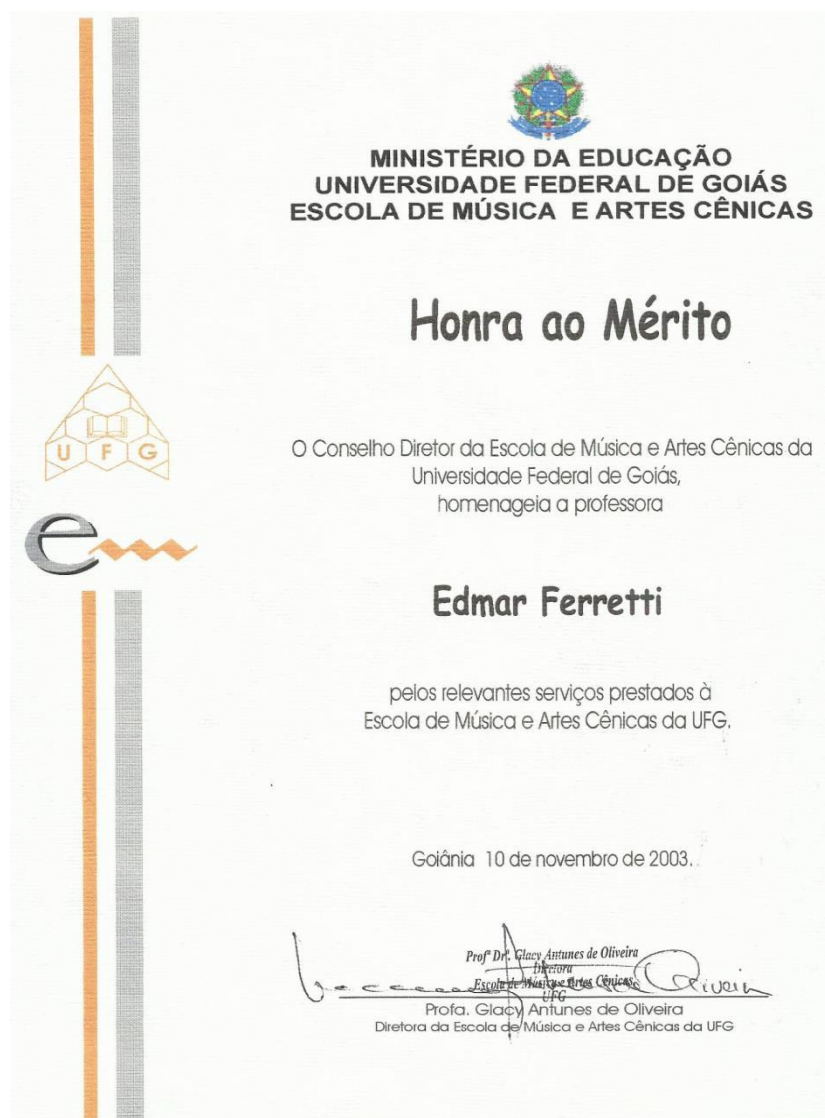 MINISTÉRIO DA EDUCAÇÃO
UNIVERSIDADE FEDERAL DE GOIÁS
ESCOLA DE MÚSICA E ARTES CÊNICAS
Honra ao Mérito
U F G
em
O Conselho Diretor da Escola de Música e Artes Cênicas da
Universidade Federal de Goiás,
homenageia a professora
Edmar Ferretti
pelos relevantes serviços prestados à
Escola de Música e Artes Cênicas da UFG.
Goiânia 10 de novembro de 2003.
Profª Drª. Glacy Antunes de Oliveira
Diretora
Escola de Música e Artes Cênicas
UFG
Profa. Glacy Antunes de Oliveira
Diretora da Escola de Música e Artes Cênicas da UFG